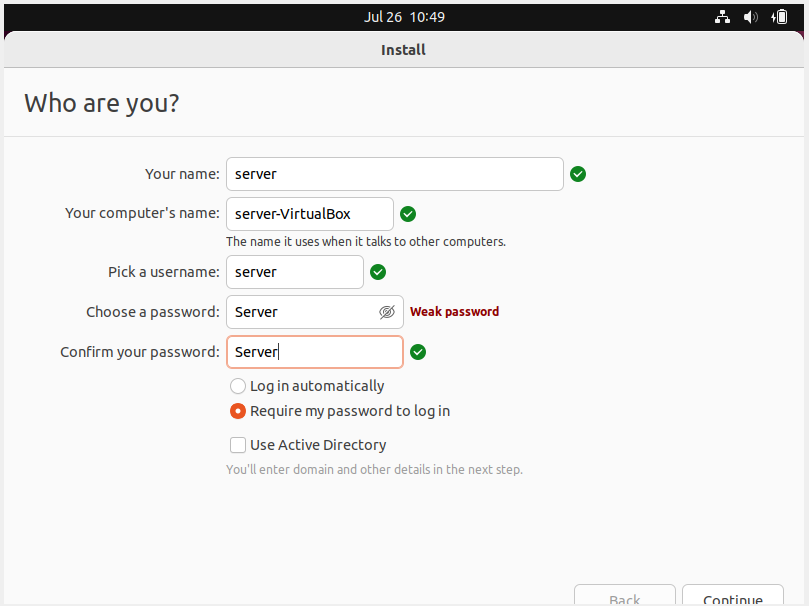 Jul 26 10:49
Install
Who are you?
Your name: server
Your computer's name: server-VirtualBox
The name it uses when it talks to other computers.
Pick a username: server
Choose a password: Server Weak password
Confirm your password: Server
Log in automatically
Require my password to log in
Use Active Directory
You'll enter domain and other details in the next step.
Back Continue